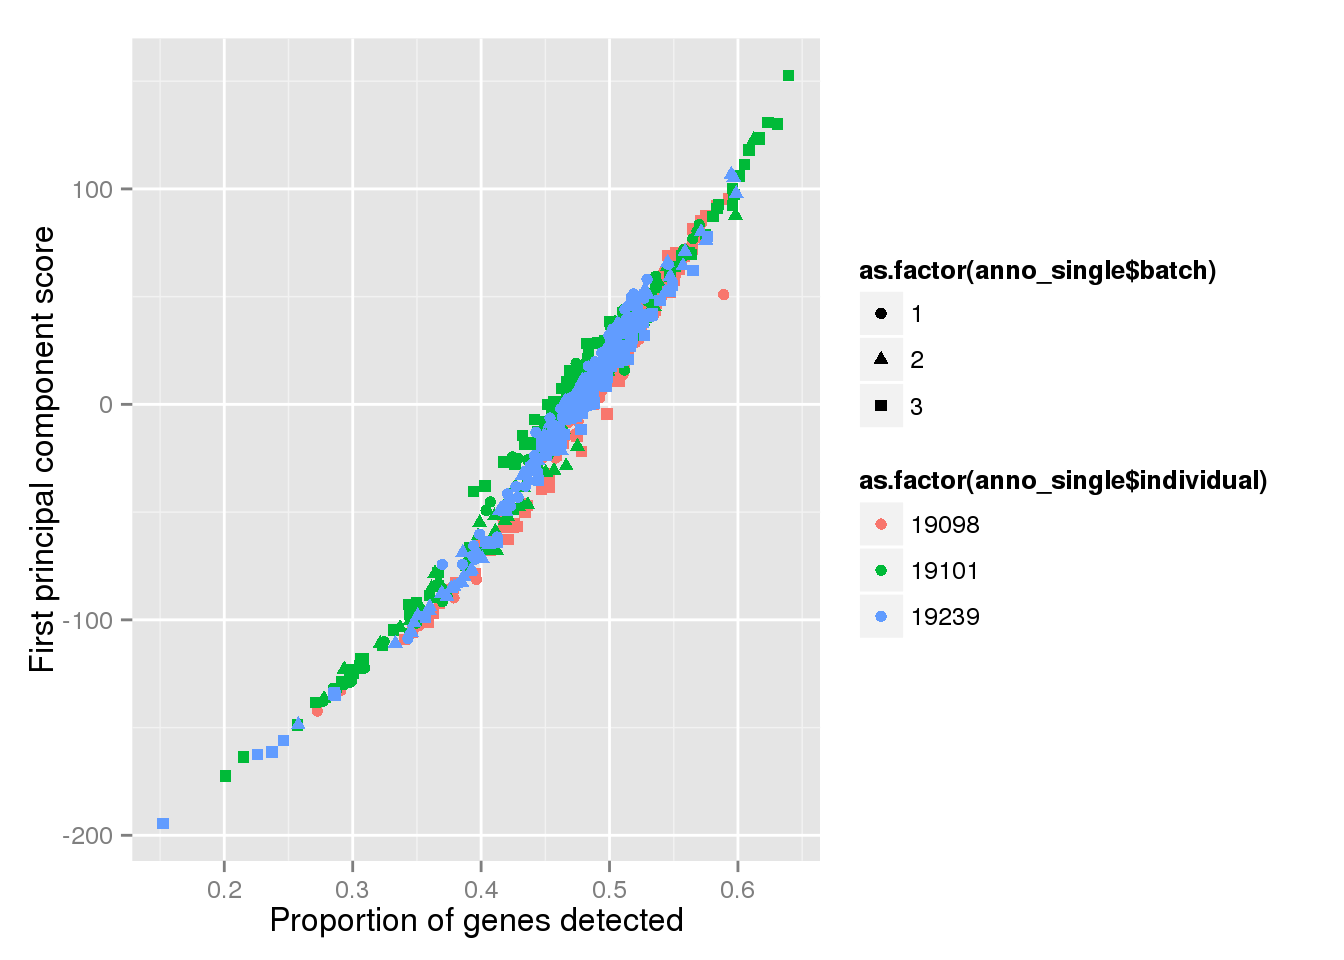 First principal component score
100
0
-100
-200
0.2 0.3 0.4 0.5 0.6
Proportion of genes detected
as.factor(anno_single$batch)
1
2
3
as.factor(anno_single$individual)
19098
19101
19239